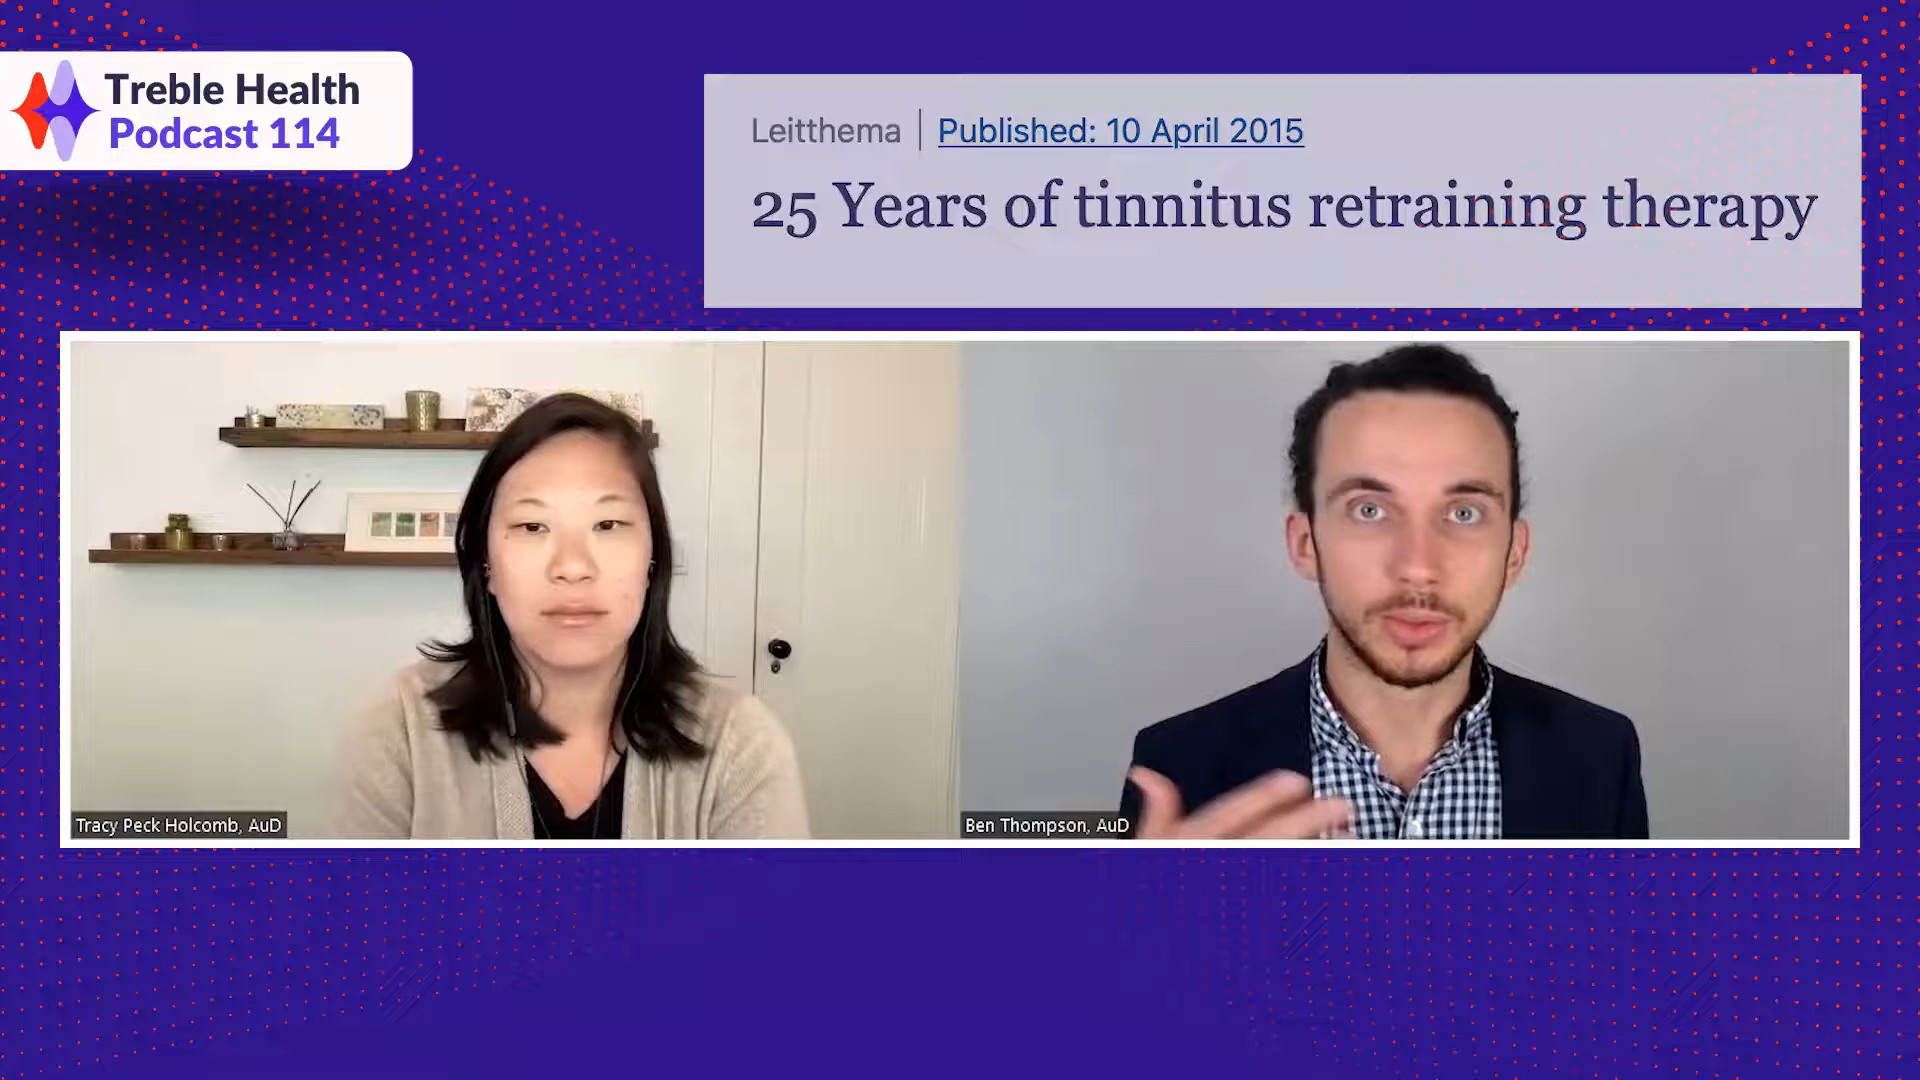 Treble Health
Podcast 114
Leitthema | Published: 10 April 2015
25 Years of tinnitus retraining therapy
Tracy Peck Holcomb, AuD
Ben Thompson, AuD